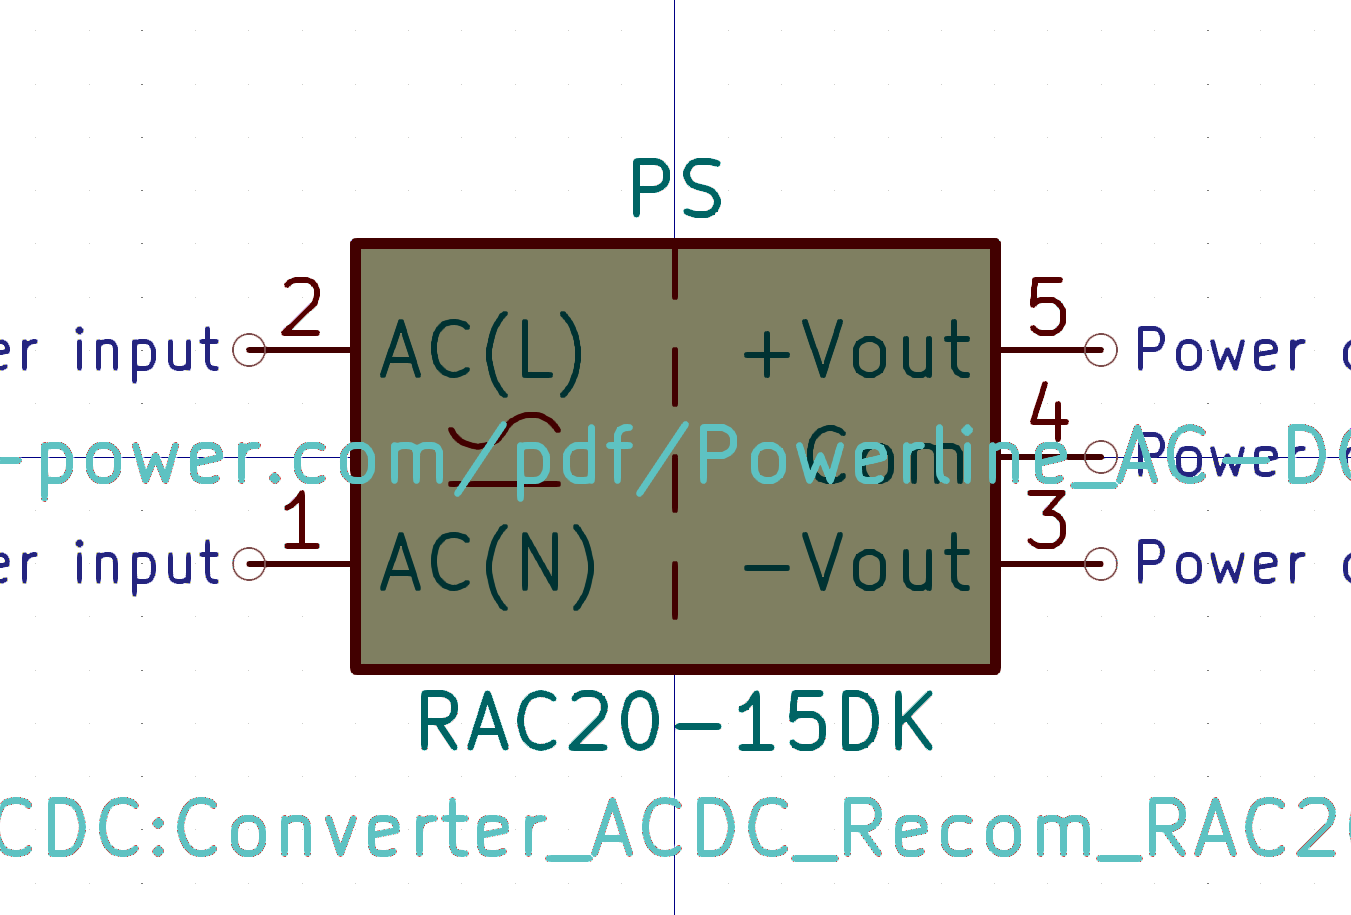 PS
2
5
er input
AC(L)
+Vout
Power
4
-power.com/pdf/Powerline_AC-DC
Com
Power
1
3
er input
AC(N)
-Vout
Power
RAC20-15DK
CDC:Converter_ACDC_Recom_RAC20